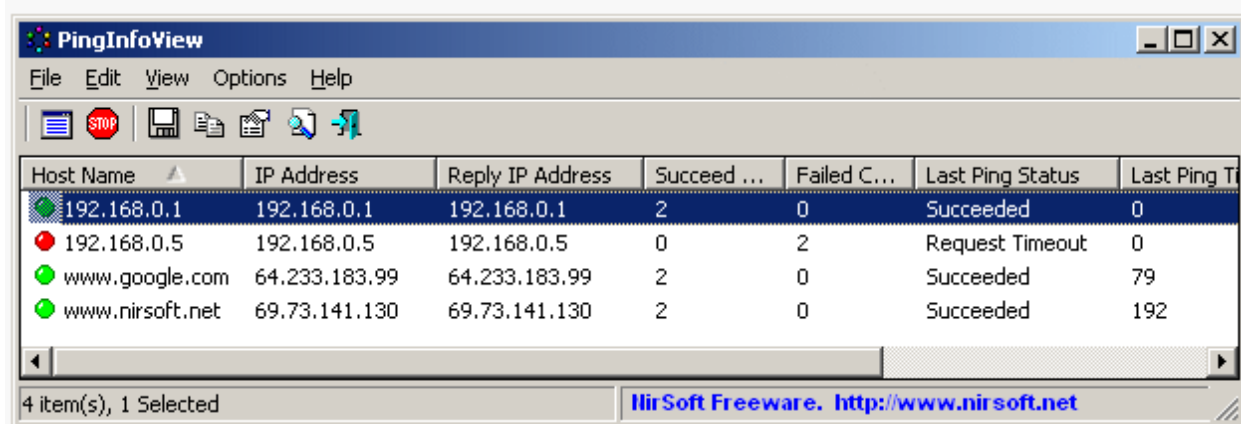 PingInfoView
File Edit View Options Help
STOP
Host Name IP Address Reply IP Address Succeed ... Failed C... Last Ping Status Last Ping Ti
192.168.0.1 192.168.0.1 192.168.0.1 2 0 Succeeded 0
192.168.0.5 192.168.0.5 192.168.0.5 0 2 Request Timeout 0
www.google.com 64.233.183.99 64.233.183.99 2 0 Succeeded 79
www.nirsoft.net 69.73.141.130 69.73.141.130 2 0 Succeeded 192
4 item(s), 1 Selected NirSoft Freeware. http://www.nirsoft.net